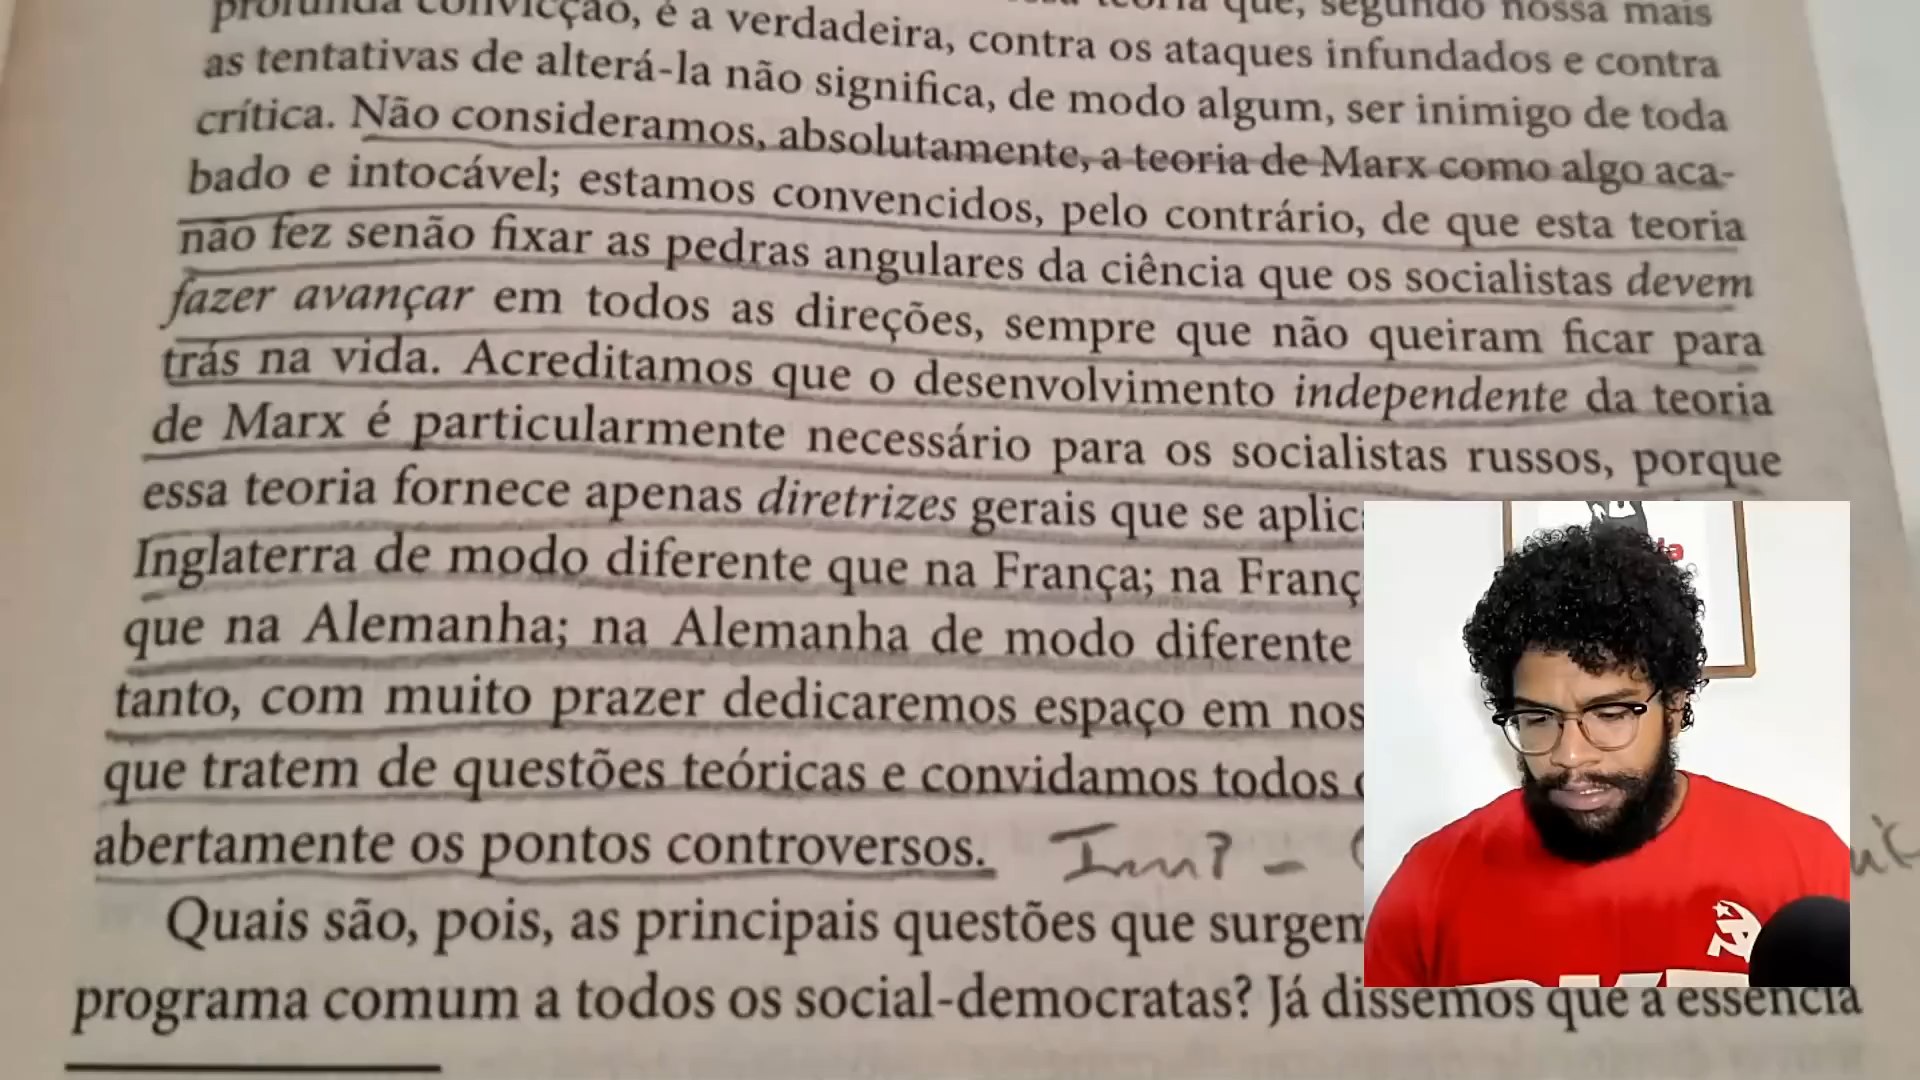 profunda convicção, é a verdadeira, contra os ataques infundados e contra
que, segundo nossa mais
as tentativas de alterá-la não significa, de modo algum, ser inimigo de toda
crítica. Não consideramos, absolutamente, a teoria de Marx como algo aca-
bado e intocável; estamos convencidos, pelo contrário, de que esta teoria
não fez senão fixar as pedras angulares da ciência que os socialistas devem
fazer avançar em todos as direções, sempre que não queiram ficar para
trás na vida. Acreditamos que o desenvolvimento independente da teoria
de Marx é particularmente necessário para os socialistas russos, porque
essa teoria fornece apenas diretrizes gerais que se aplic
Inglaterra de modo diferente que na França; na Franç
que na Alemanha; na Alemanha de modo diferente
tanto, com muito prazer dedicaremos espaço em nos
que tratem de questões teóricas e convidamos todos
abertamente os pontos controversos.
Quais são, pois, as principais questões que surgem
programa comum a todos os social-democratas? Já dissemos que a essência